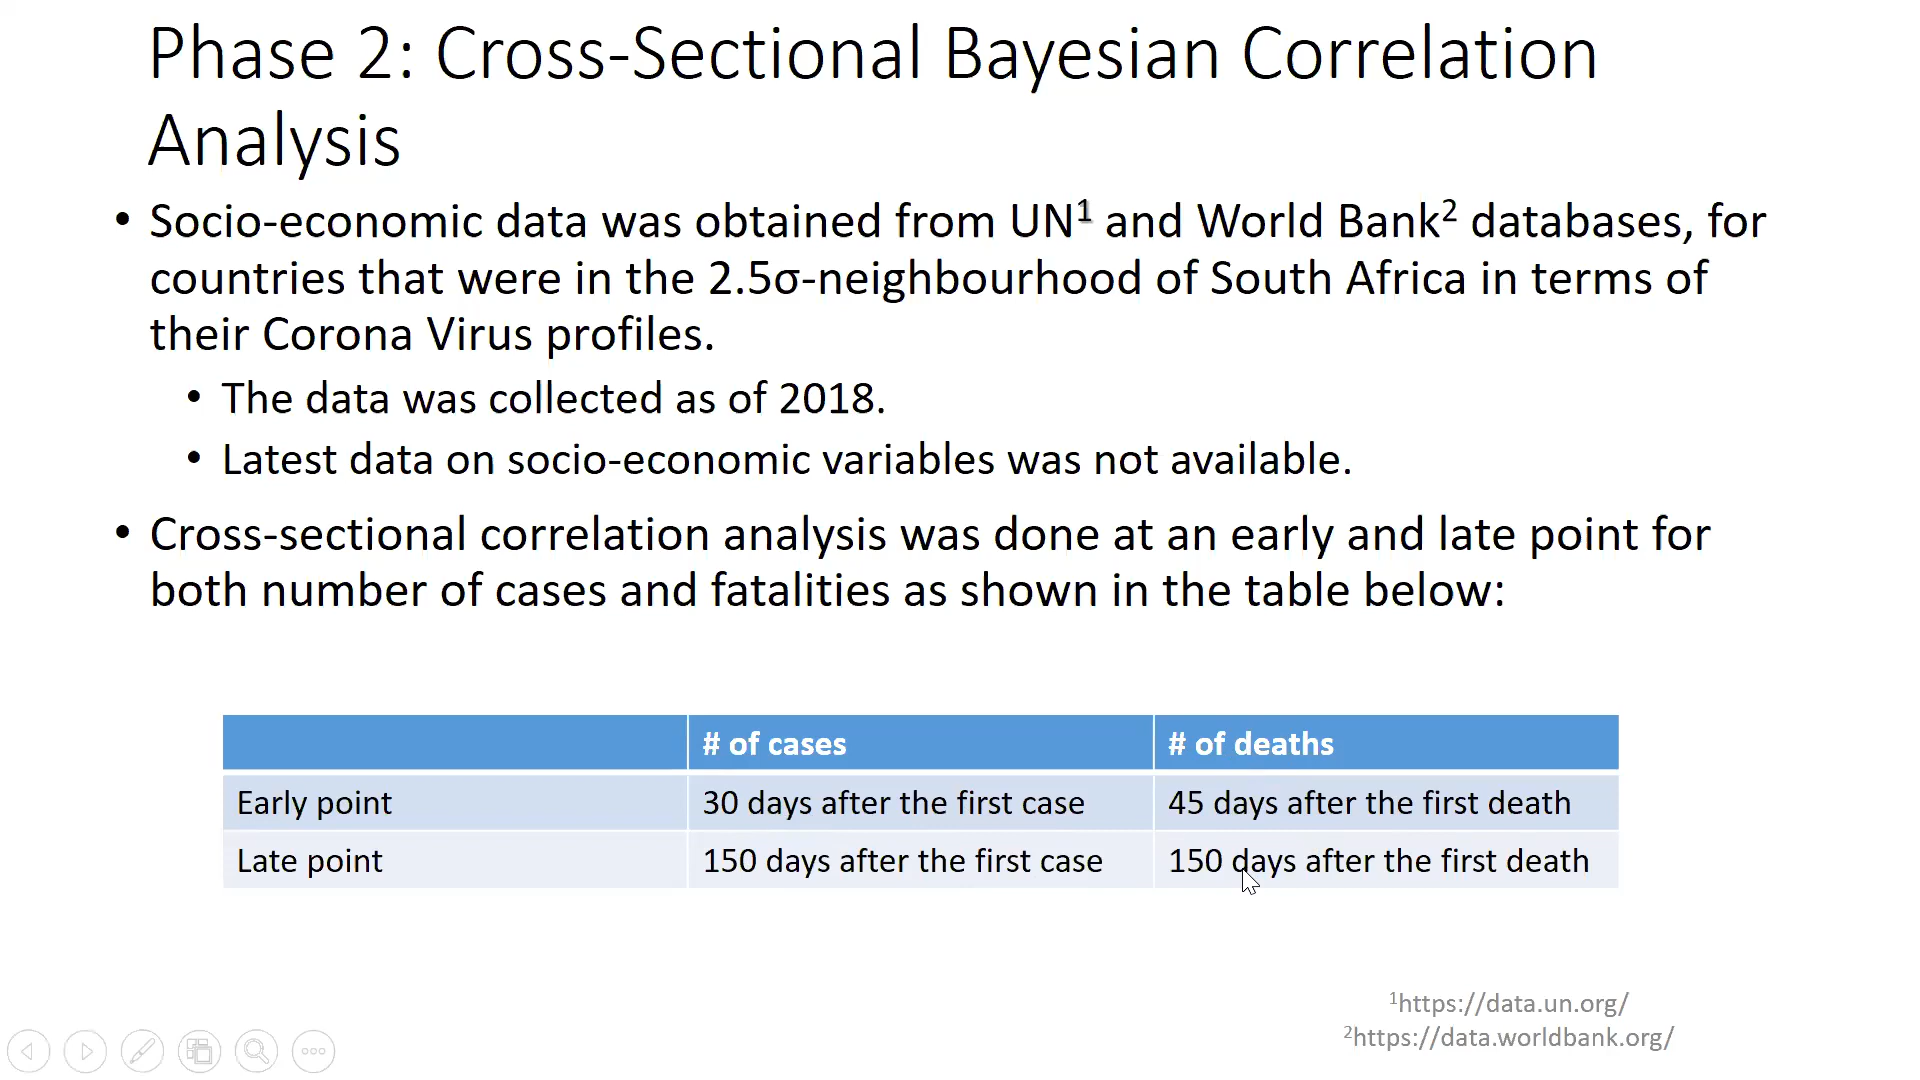 Phase 2: Cross-Sectional Bayesian Correlation
Analysis
• Socio-economic data was obtained from UN¹ and World Bank² databases, for
countries that were in the 2.5σ-neighbourhood of South Africa in terms of
their Corona Virus profiles.
• The data was collected as of 2018.
• Latest data on socio-economic variables was not available.
• Cross-sectional correlation analysis was done at an early and late point for
both number of cases and fatalities as shown in the table below:
# of cases # of deaths
Early point 30 days after the first case 45 days after the first death
Late point 150 days after the first case 150 days after the first death
¹https://data.un.org/
²https://data.worldbank.org/